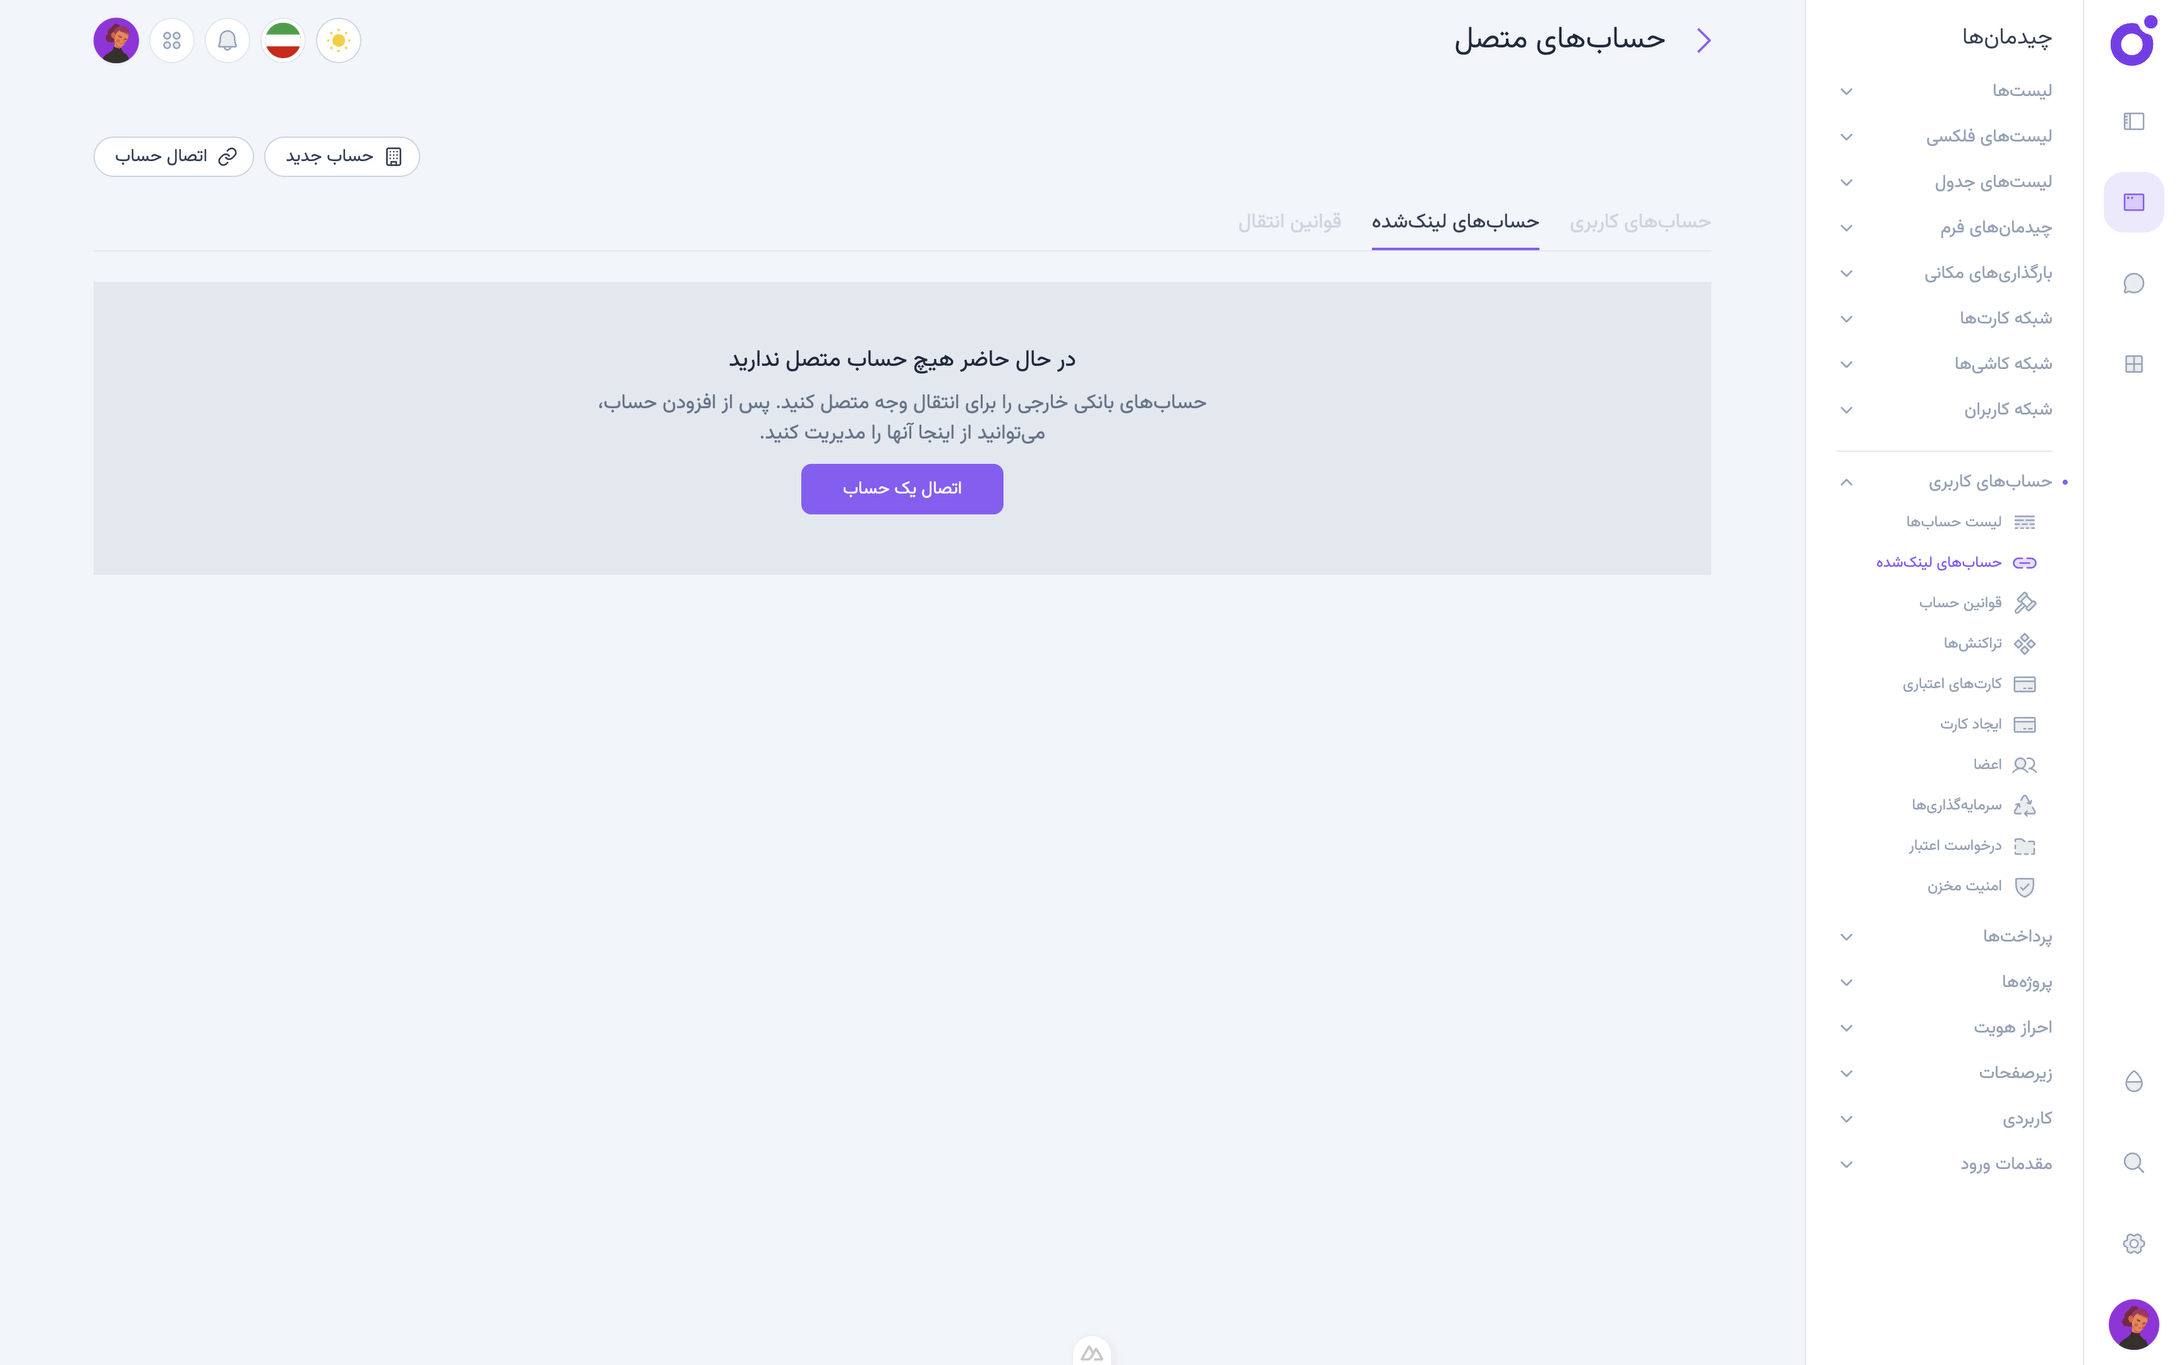 چیدمان‌ها
لیست‌ها
لیست‌های فلکسی
لیست‌های جدول
چیدمان‌های فرم
بارگذاری‌های مکانی
شبکه کارت‌ها
شبکه کاشی‌ها
شبکه کاربران
حساب‌های کاربری
لیست حساب‌ها
حساب‌های لینک‌شده
قوانین حساب
تراکنش‌ها
کارت‌های اعتباری
ایجاد کارت
اعضا
سرمایه‌گذاری‌ها
درخواست اعتبار
امنیت مخزن
پرداخت‌ها
پروژه‌ها
احراز هویت
زیرصفحات
کاربردی
مقدمات ورود
حساب‌های متصل
حساب جدید
اتصال حساب
حساب‌های کاربری
حساب‌های لینک‌شده
قوانین انتقال
در حال حاضر هیچ حساب متصل ندارید
حساب‌های بانکی خارجی را برای انتقال وجه متصل کنید. پس از افزودن حساب،
می‌توانید از اینجا آنها را مدیریت کنید.
اتصال یک حساب